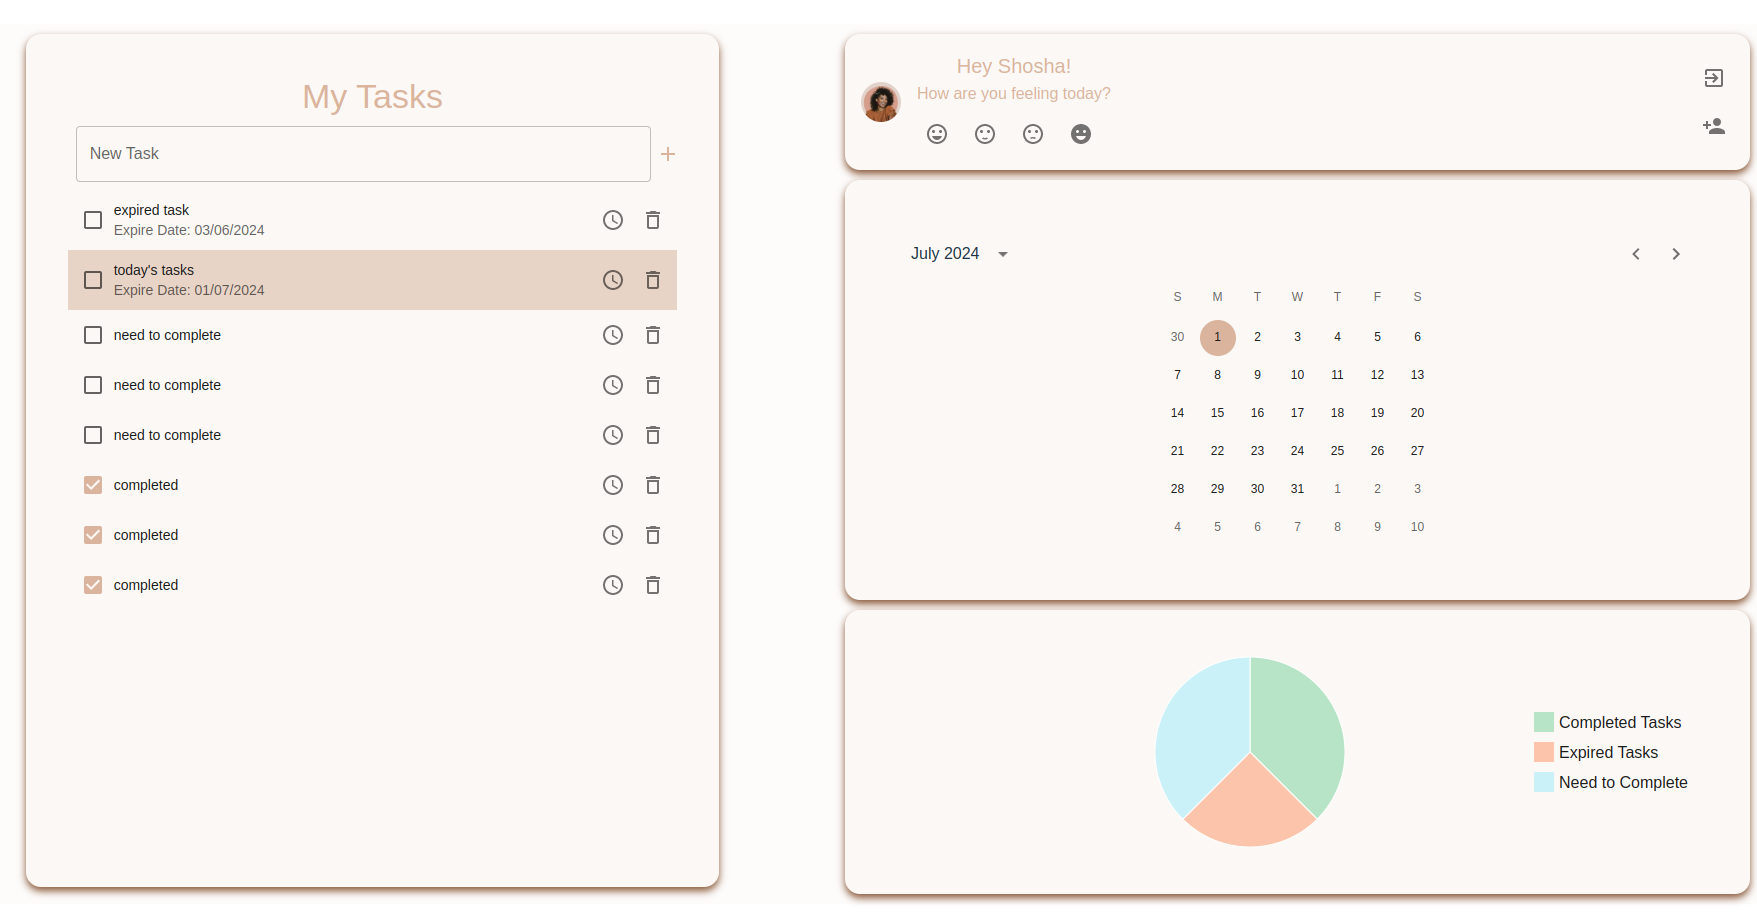 My Tasks
New Task
expired task
Expire Date: 03/06/2024
today's tasks
Expire Date: 01/07/2024
need to complete
need to complete
need to complete
completed
completed
completed
Hey Shosha!
How are you feeling today?
July 2024
S M T W T F S
30 1 2 3 4 5 6
7 8 9 10 11 12 13
14 15 16 17 18 19 20
21 22 23 24 25 26 27
28 29 30 31 1 2 3
4 5 6 7 8 9 10
Completed Tasks
Expired Tasks
Need to Complete